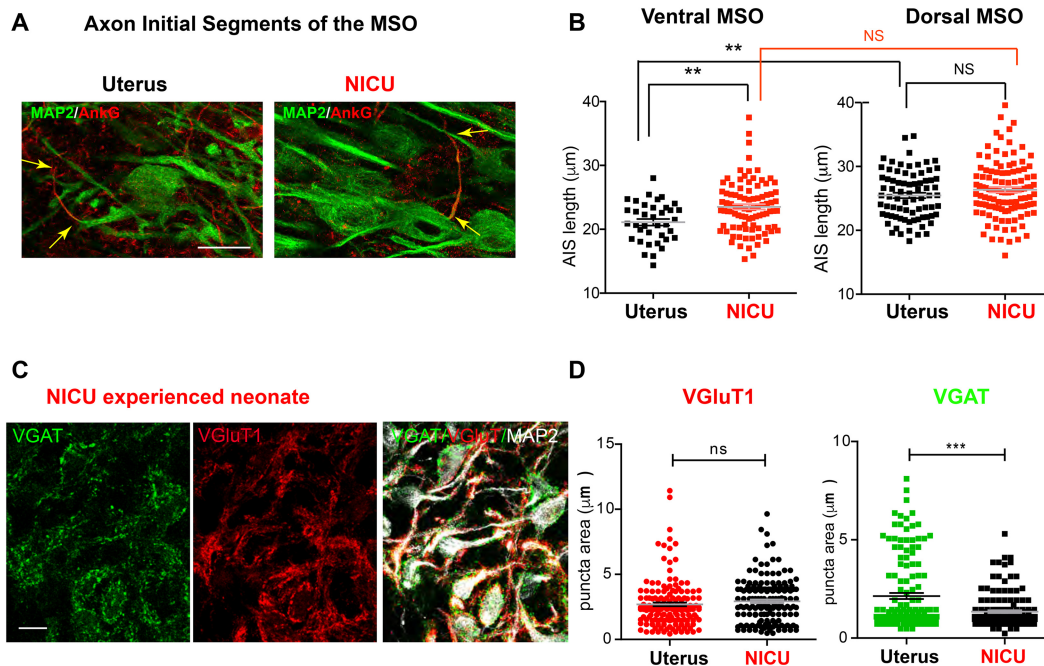 A
Axon Initial Segments of the MSO
Uterus
NICU
MAP2/AnkG
MAP2/AnkG
B
Ventral MSO
Dorsal MSO
**
NS
**
NS
AIS length (μm)
40
30
20
10
Uterus
NICU
AIS length (μm)
40
30
20
10
Uterus
NICU
C
NICU experienced neonate
VGAT
VGluT1
VGAT/VGluT/MAP2
D
VGluT1
VGAT
ns
***
puncta area (μm)
15
10
5
0
Uterus
NICU
puncta area (μm)
10
5
0
Uterus
NICU